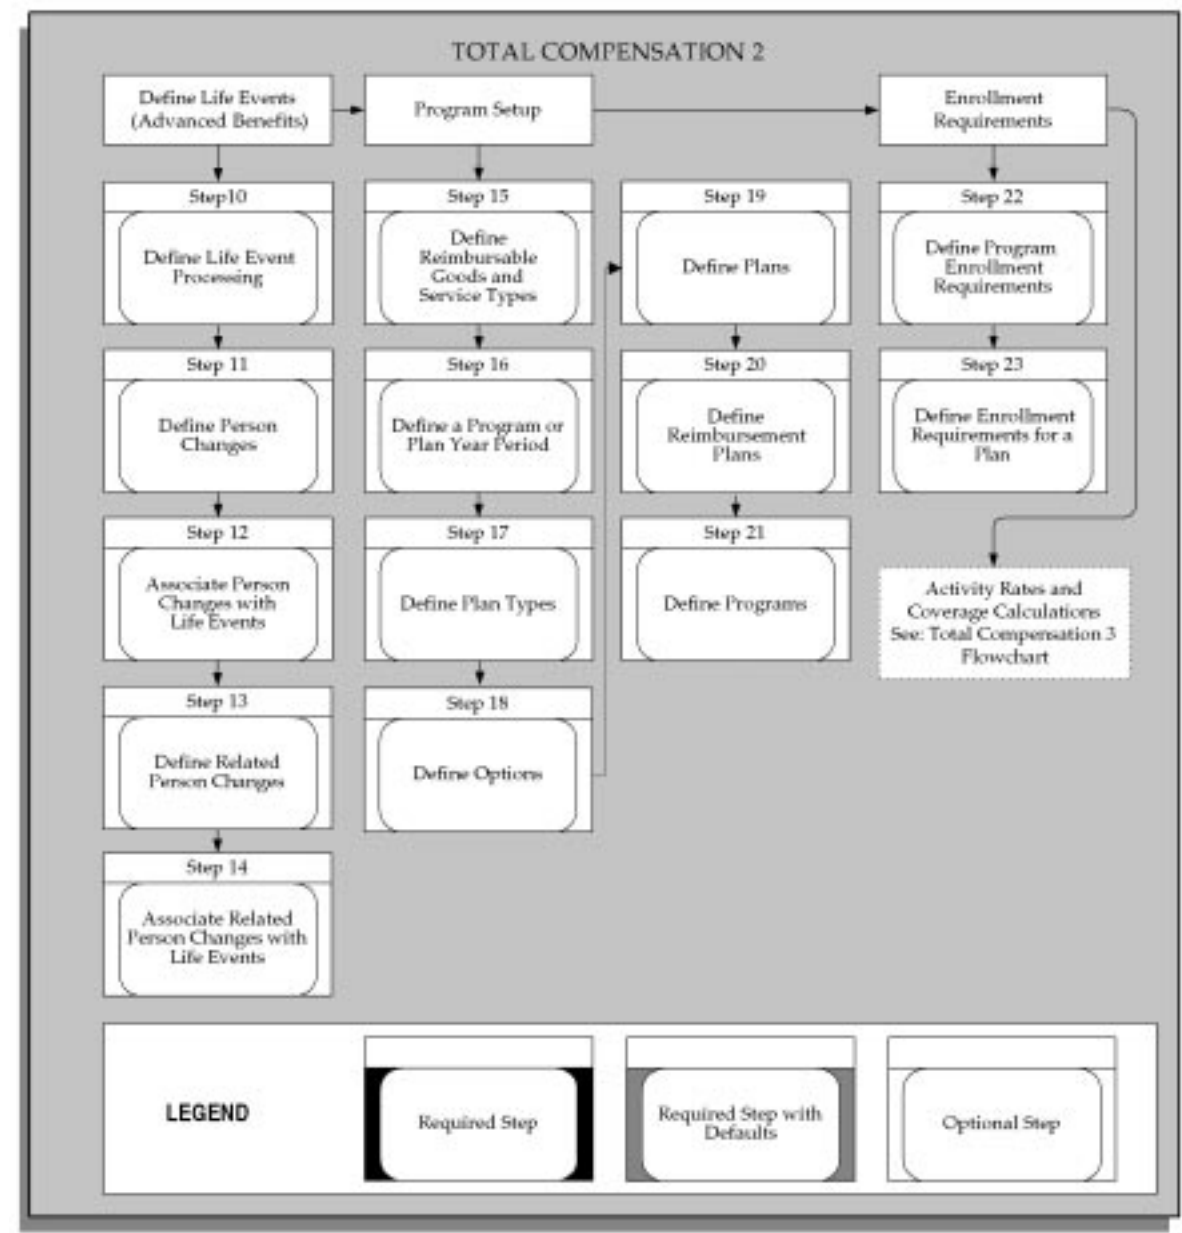 TOTAL COMPENSATION 2
Define Life Events
(Advanced Benefits)
Program Setup
Enrollment
Requirements
Step10
Define Life Event
Processing
Step 11
Define Person
Changes
Step 12
Associate Person
Changes with
Life Events
Step 13
Define Related
Person Changes
Step 14
Associate Related
Person Changes with
Life Events
Step 15
Define
Reimbursable
Goods and
Service Types
Step 16
Define a Program or
Plan Year Period
Step 17
Define Plan Types
Step 18
Define Options
Step 19
Define Plans
Step 20
Define
Reimbursement
Plans
Step 21
Define Programs
Step 22
Define Program
Enrollment
Requirements
Step 23
Define Enrollment
Requirements for a
Plan
Activity Rates and
Coverage Calculations
See: Total Compensation 3
Flowchart
LEGEND
Required Step
Required Step with
Defaults
Optional Step